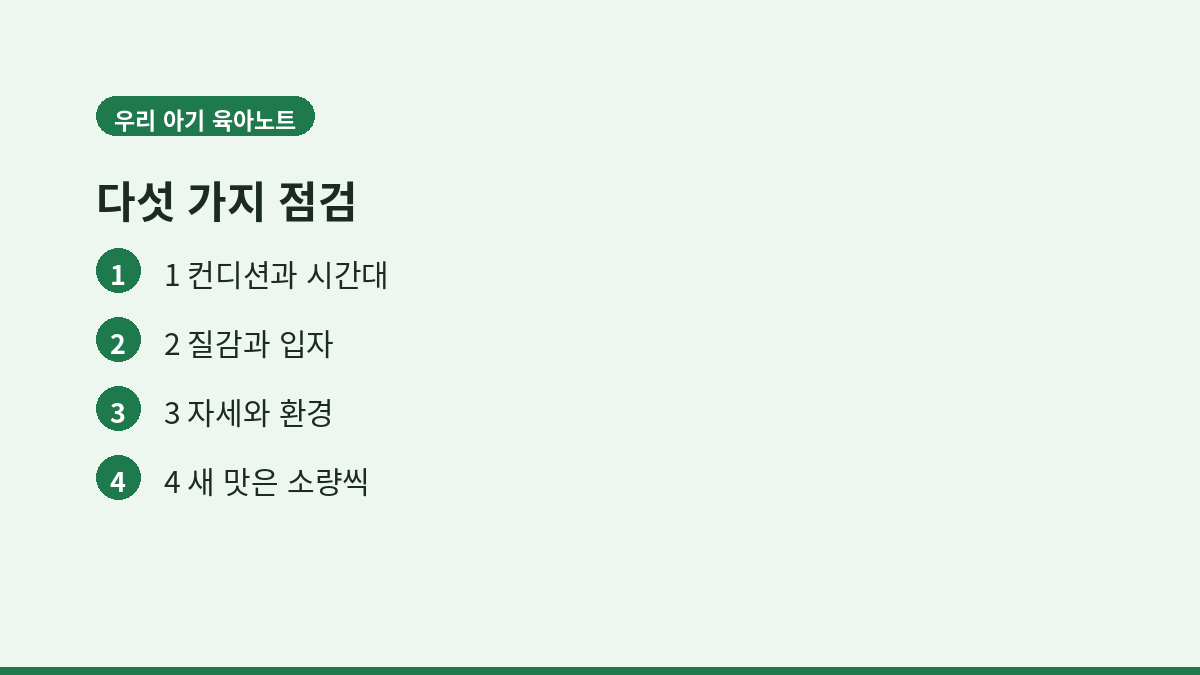 우리 아기 육아노트
다섯 가지 점검
1 1 컨디션과 시간대
2 2 질감과 입자
3 3 자세와 환경
4 4 새 맛은 소량씩